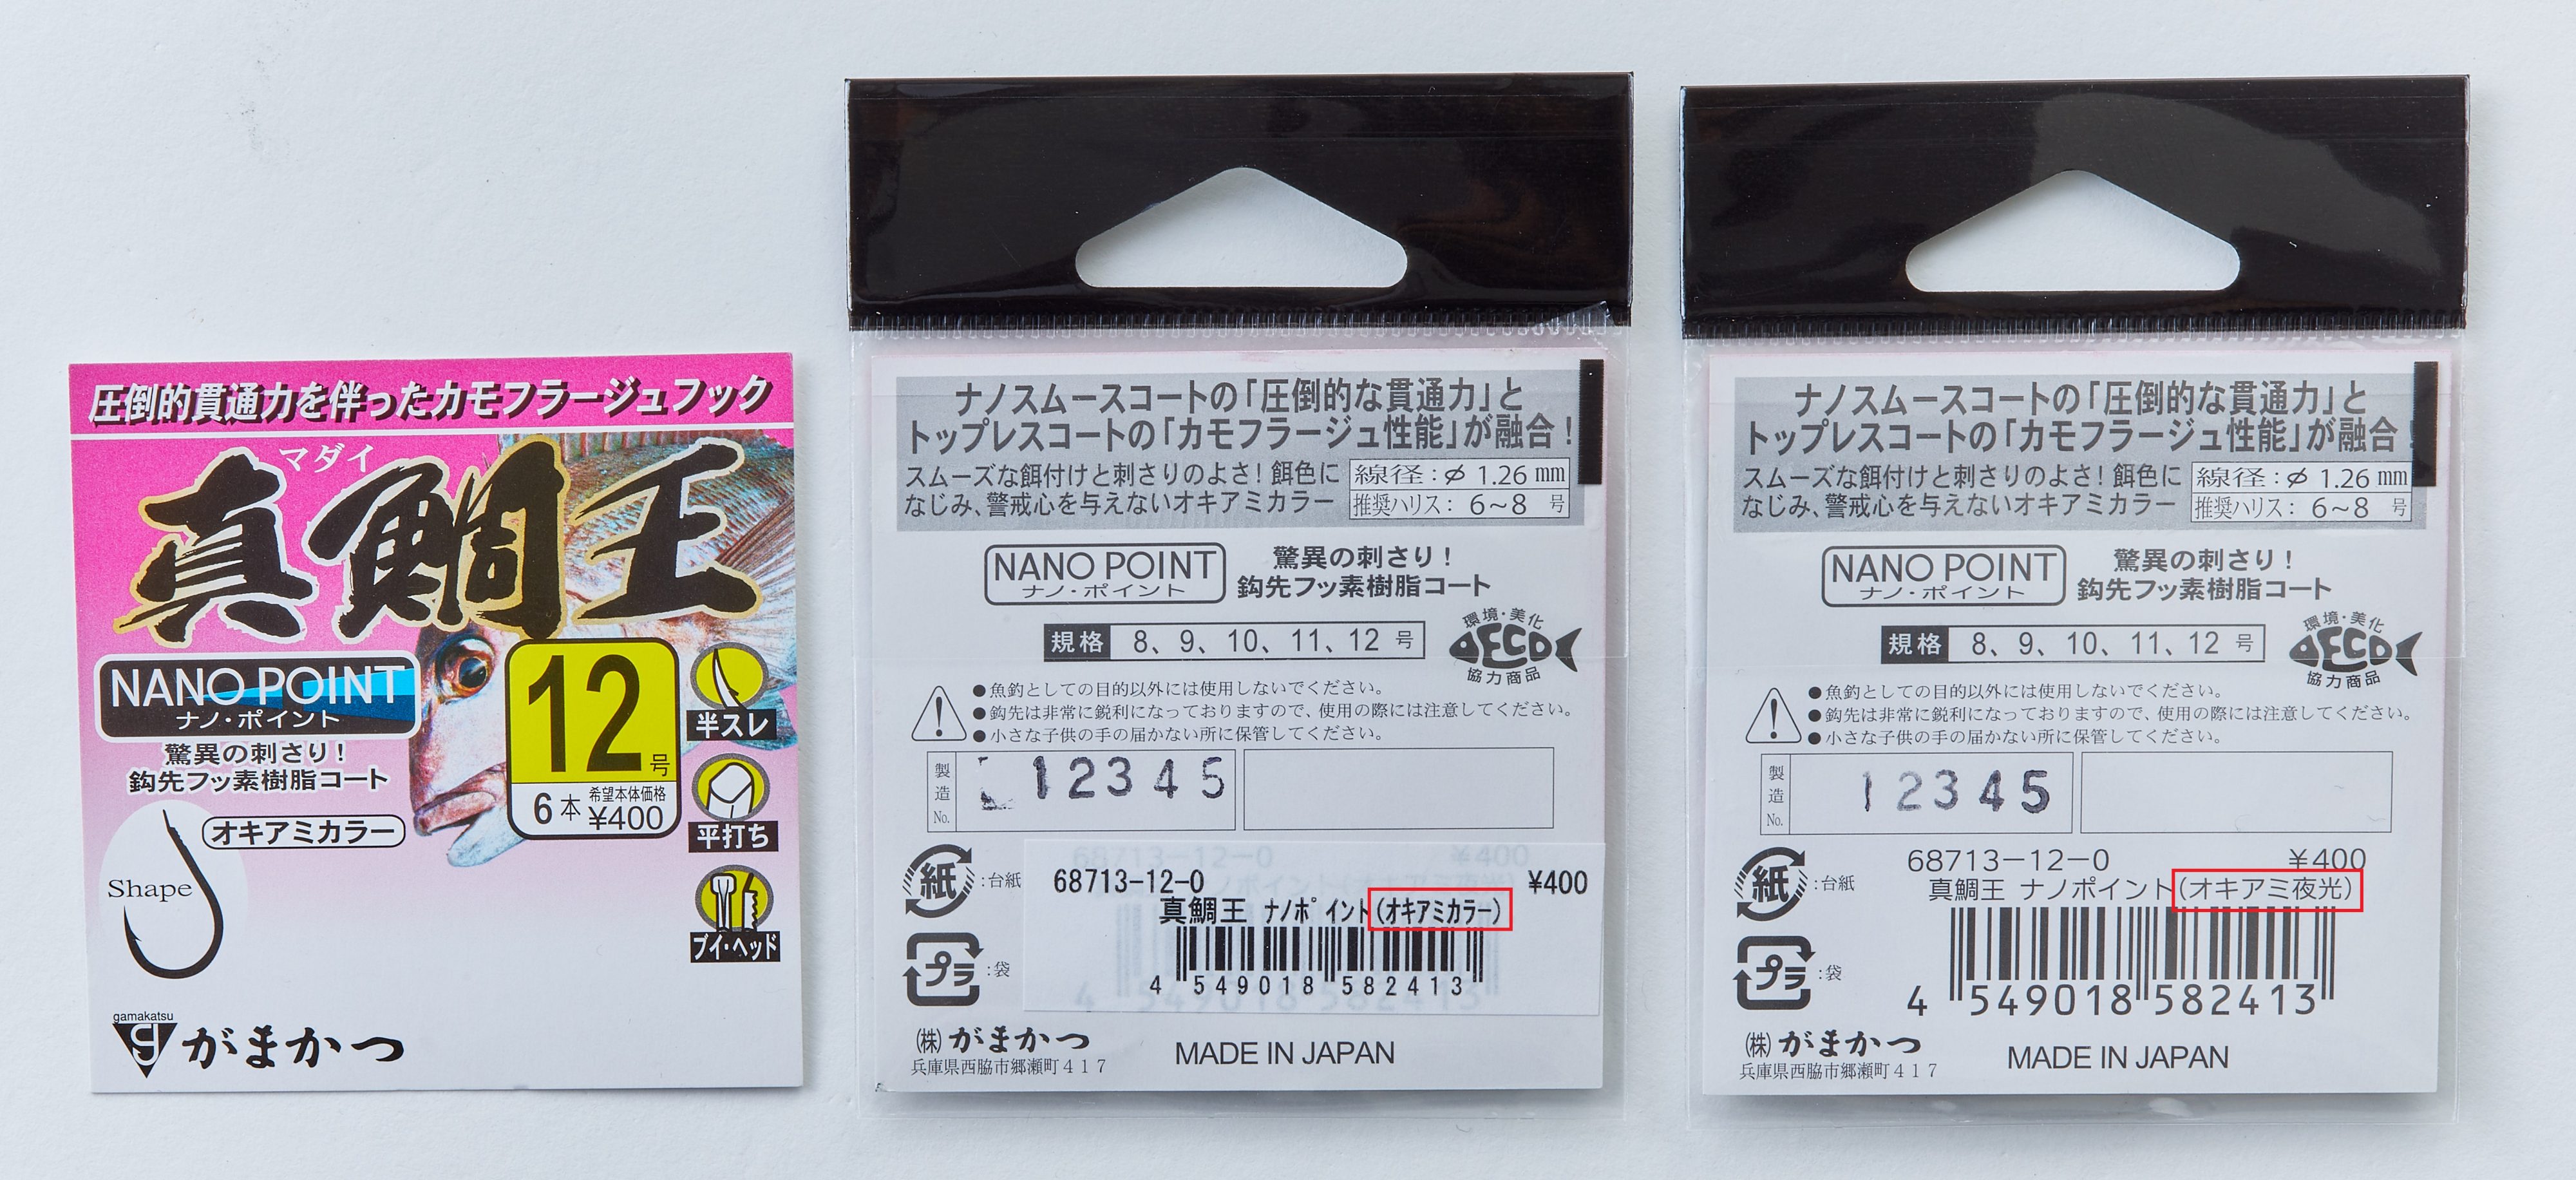 圧倒的貫通力を伴ったカモフラージュフック
マダイ
真鯛王
NANO POINT
ナノ・ポイント
驚異の刺さり!
鈎先フッ素樹脂コート
12号
6本 希望本体価格 ¥400
オキアミカラー
Shape
半スレ
平打ち
ブイ・ヘッド
gamakatsu
がまかつ
ナノスムースコートの「圧倒的な貫通力」と
トップレスコートの「カモフラージュ性能」が融合!
スムーズな餌付けと刺さりのよさ!餌色に
なじみ、警戒心を与えないオキアミカラー
線径:φ 1.26 mm
推奨ハリス: 6~8 号
NANO POINT
ナノ・ポイント
驚異の刺さり!
鈎先フッ素樹脂コート
規格 8、9、10、11、12 号
環境・美化
ECO
協力商品
●魚釣としての目的以外には使用しないでください。
●鈎先は非常に鋭利になっておりますので、使用の際には注意してください。
●小さな子供の手の届かない所に保管してください。
製造No. 12345
紙 :台紙
68713-12-0 ¥400
真鯛王 ナノポイント(オキアミカラー)
4 549018 582413
プラ :袋
(株)がまかつ
兵庫県西脇市郷瀬町417
MADE IN JAPAN
ナノスムースコートの「圧倒的な貫通力」と
トップレスコートの「カモフラージュ性能」が融合!
スムーズな餌付けと刺さりのよさ!餌色に
なじみ、警戒心を与えないオキアミカラー
線径:φ 1.26 mm
推奨ハリス: 6~8 号
NANO POINT
ナノ・ポイント
驚異の刺さり!
鈎先フッ素樹脂コート
規格 8、9、10、11、12 号
環境・美化
ECO
協力商品
●魚釣としての目的以外には使用しないでください。
●鈎先は非常に鋭利になっておりますので、使用の際には注意してください。
●小さな子供の手の届かない所に保管してください。
製造No. 12345
紙 :台紙
68713-12-0 ¥400
真鯛王 ナノポイント(オキアミ夜光)
4 549018 582413
プラ :袋
(株)がまかつ
兵庫県西脇市郷瀬町417
MADE IN JAPAN